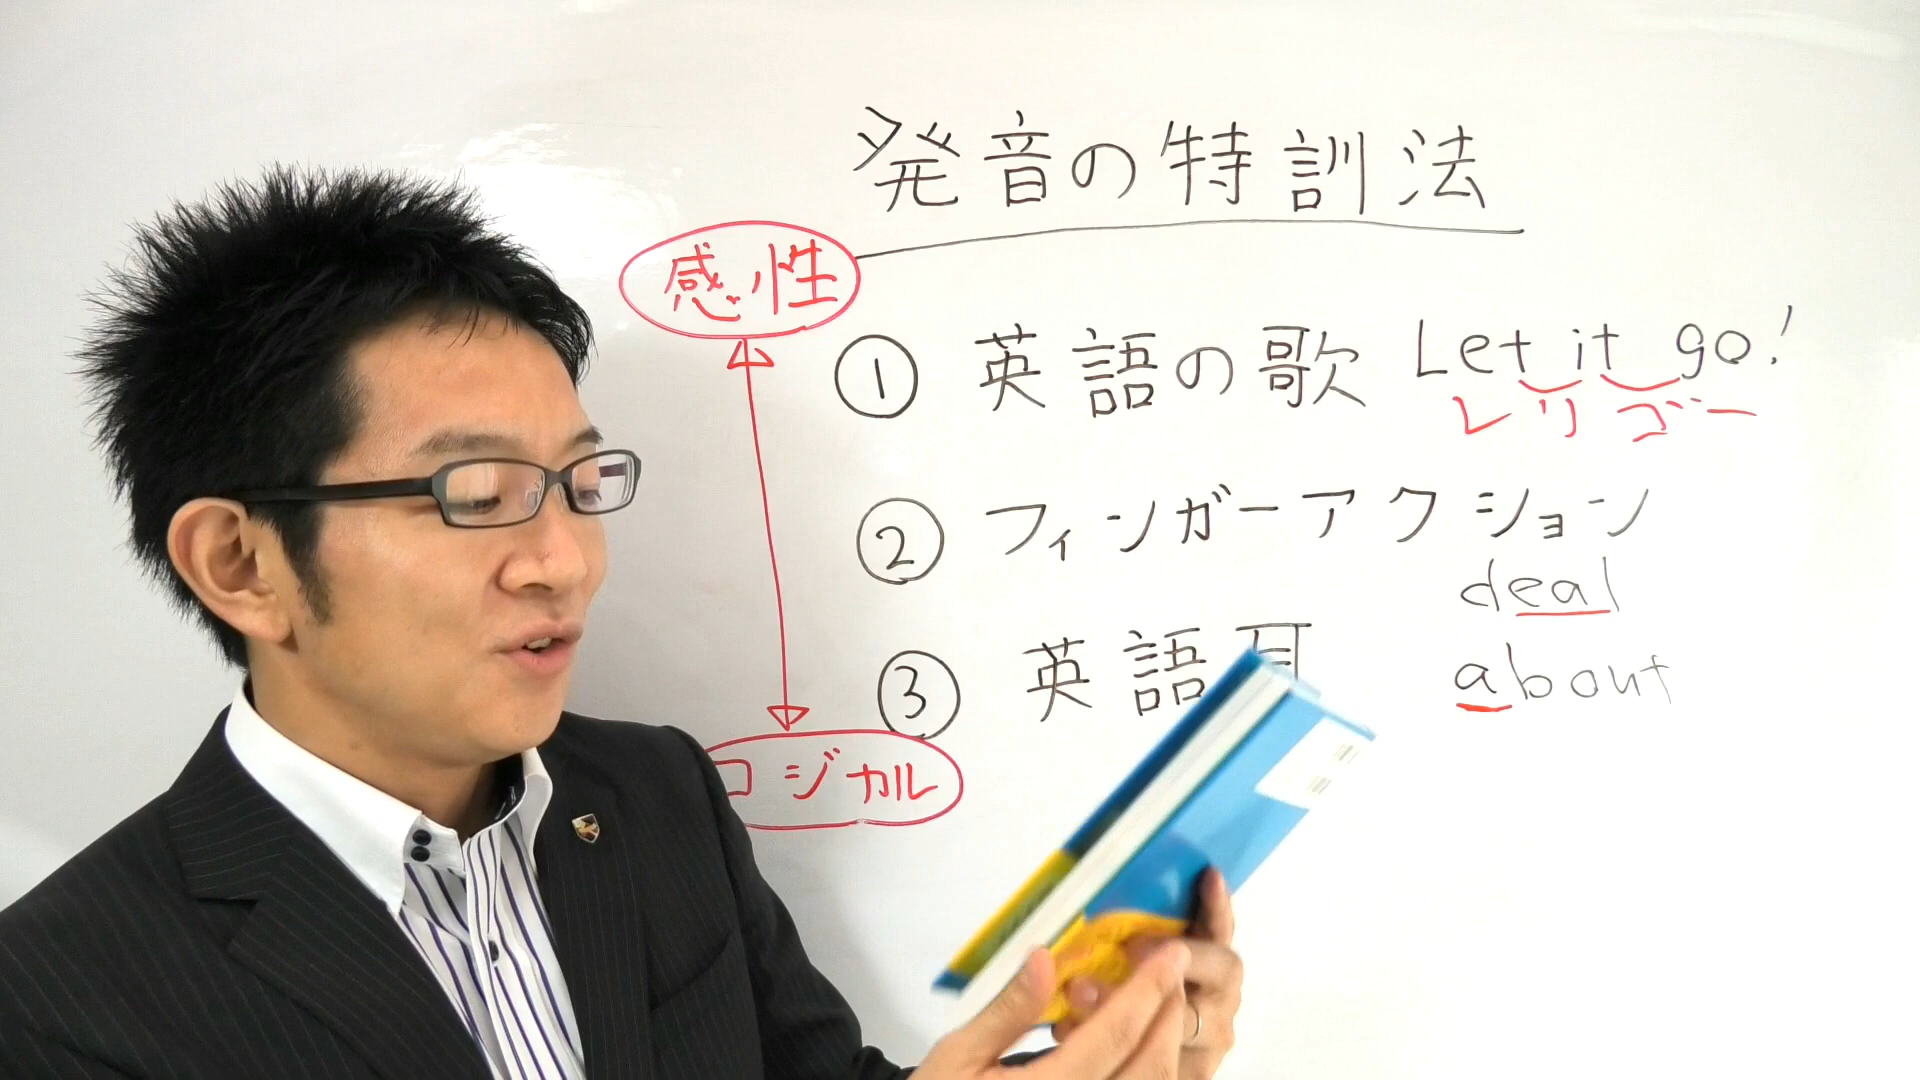 発音の特訓法
感性
① 英語の歌 Let it go!
レリゴー
② フィンガーアクション
deal
③ 英語耳
about
ロジカル